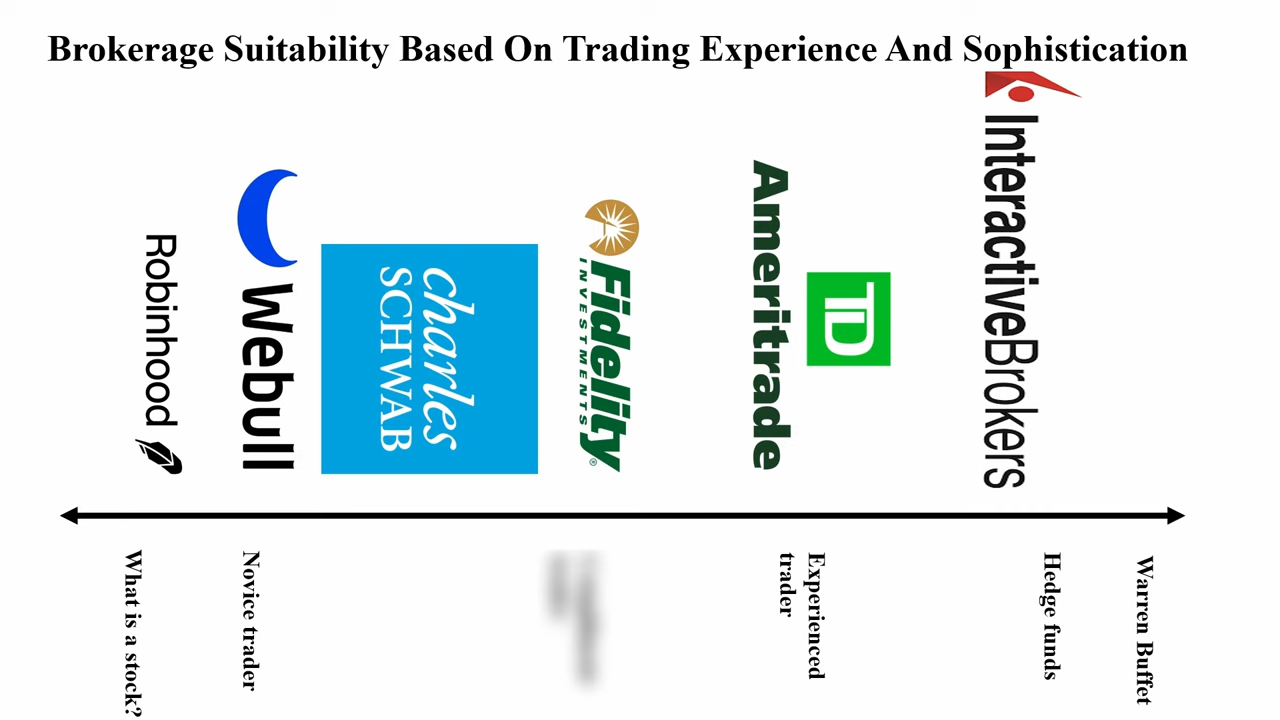 Brokerage Suitability Based On Trading Experience And Sophistication
Robinhood
Webull
charles
SCHWAB
Fidelity
INVESTMENTS®
TD
Ameritrade
InteractiveBrokers
What is a stock?
Novice trader
Experienced
trader
Hedge funds
Warren Buffet